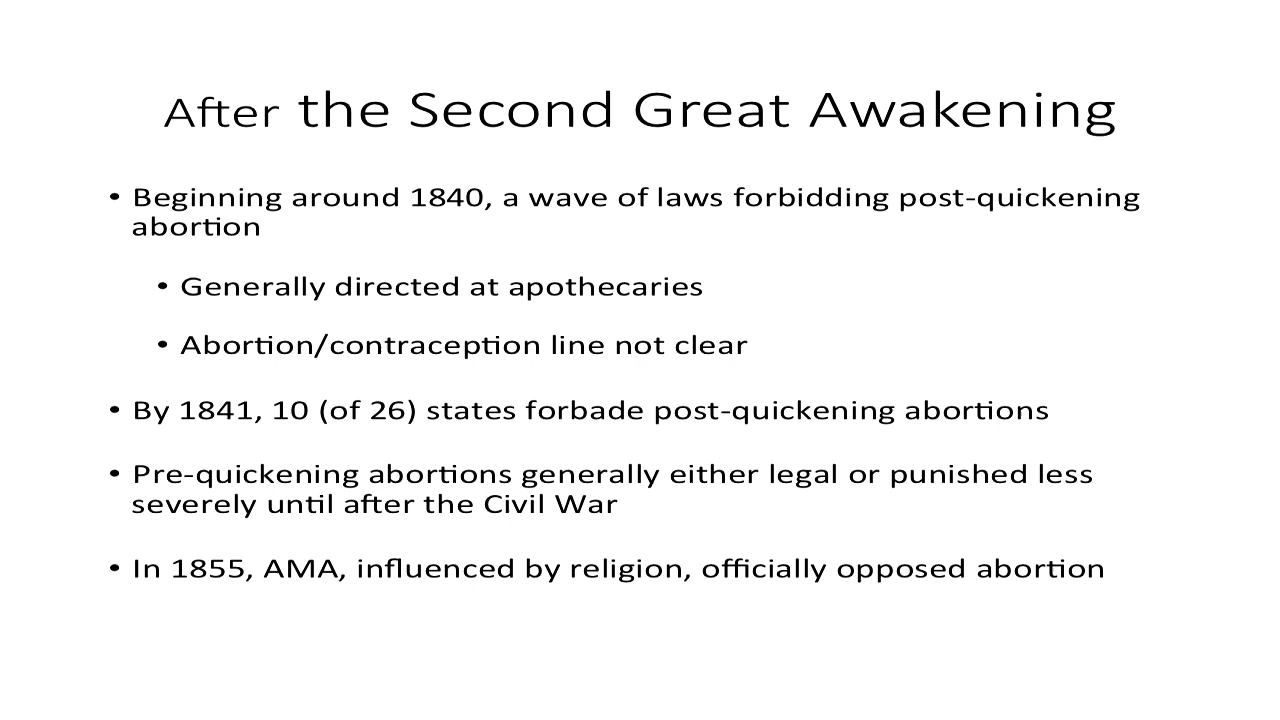 After the Second Great Awakening
• Beginning around 1840, a wave of laws forbidding post-quickening
abortion
• Generally directed at apothecaries
• Abortion/contraception line not clear
• By 1841, 10 (of 26) states forbade post-quickening abortions
• Pre-quickening abortions generally either legal or punished less
severely until after the Civil War
• In 1855, AMA, influenced by religion, officially opposed abortion